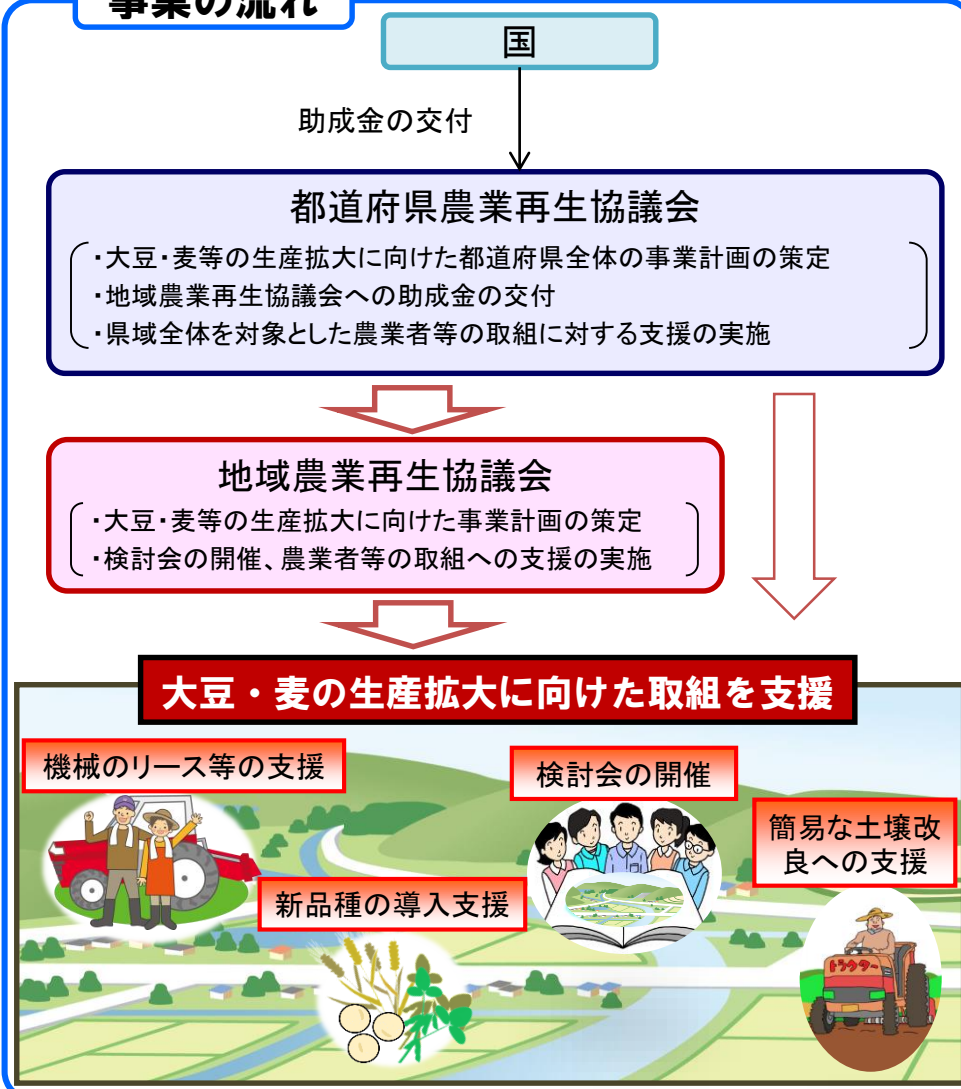 事業の流れ
国
助成金の交付
都道府県農業再生協議会
・大豆・麦等の生産拡大に向けた都道府県全体の事業計画の策定
・地域農業再生協議会への助成金の交付
・県域全体を対象とした農業者等の取組に対する支援の実施
地域農業再生協議会
・大豆・麦等の生産拡大に向けた事業計画の策定
・検討会の開催、農業者等の取組への支援の実施
大豆・麦の生産拡大に向けた取組を支援
機械のリース等の支援
検討会の開催
簡易な土壌改
良への支援
新品種の導入支援
トラクター